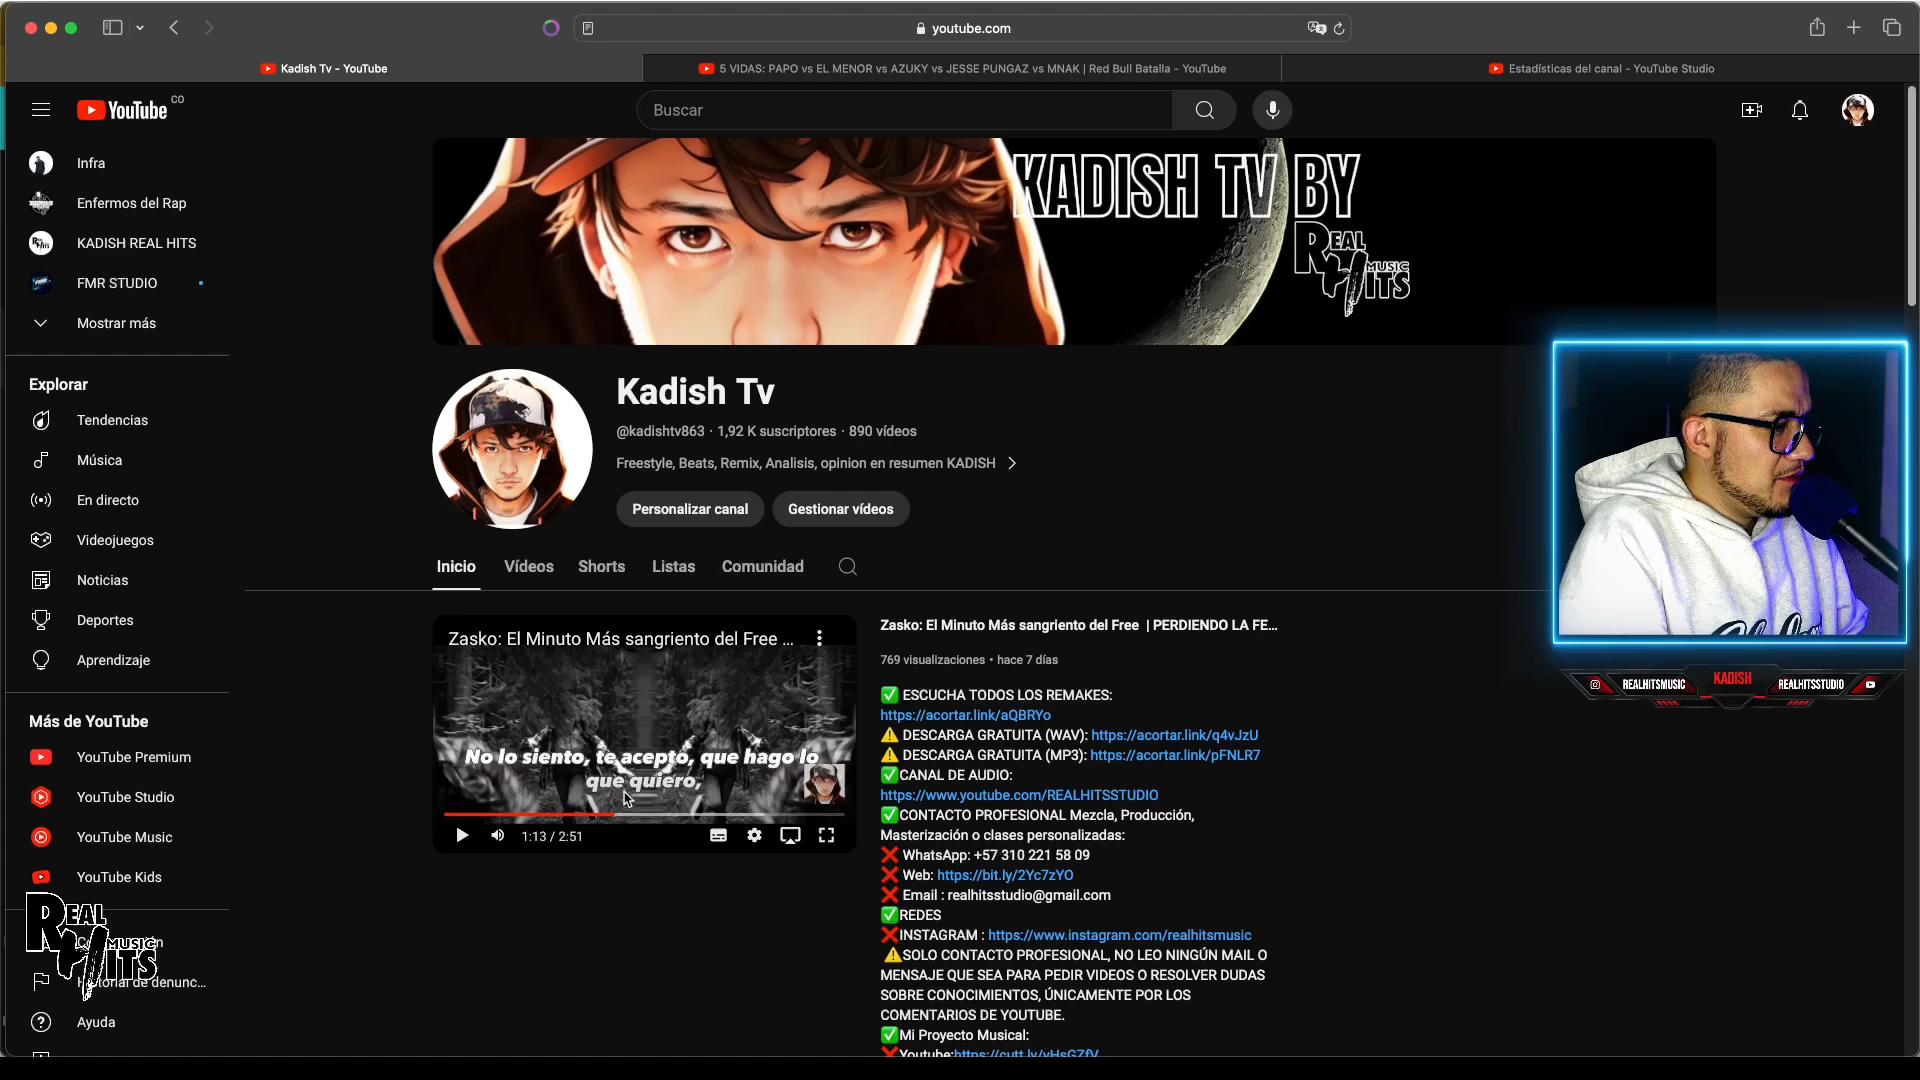 youtube.com
Kadish Tv - YouTube
5 VIDAS: PAPO vs EL MENOR vs AZUKY vs JESSE PUNGAZ vs MNAK | Red Bull Batalla - YouTube
Estadísticas del canal - YouTube Studio
YouTube CO
Buscar
Infra
Enfermos del Rap
KADISH REAL HITS
FMR STUDIO
Mostrar más
Explorar
Tendencias
Música
En directo
Videojuegos
Noticias
Deportes
Aprendizaje
Más de YouTube
YouTube Premium
YouTube Studio
YouTube Music
YouTube Kids
REAL
MUSIC
HITS
Ayuda
KADISH TV BY
REAL
MUSIC
HITS
Kadish Tv
@kadishtv863 · 1,92 K suscriptores · 890 vídeos
Freestyle, Beats, Remix, Analisis, opinion en resumen KADISH
Personalizar canal
Gestionar vídeos
Inicio
Vídeos
Shorts
Listas
Comunidad
Zasko: El Minuto Más sangriento del Free ...
No lo siento, te acepto, que hago lo
que quiero,
1:13 / 2:51
Zasko: El Minuto Más sangriento del Free | PERDIENDO LA FE...
769 visualizaciones • hace 7 días
✅ ESCUCHA TODOS LOS REMAKES:
https://acortar.link/aQBRYo
⚠️ DESCARGA GRATUITA (WAV): https://acortar.link/q4vJzU
⚠️ DESCARGA GRATUITA (MP3): https://acortar.link/pFNLR7
✅CANAL DE AUDIO:
https://www.youtube.com/REALHITSSTUDIO
✅CONTACTO PROFESIONAL Mezcla, Producción,
Masterización o clases personalizadas:
❌ WhatsApp: +57 310 221 58 09
❌ Web: https://bit.ly/2Yc7zYO
❌ Email : realhitsstudio@gmail.com
✅REDES
❌INSTAGRAM : https://www.instagram.com/realhitsmusic
⚠️SOLO CONTACTO PROFESIONAL, NO LEO NINGÚN MAIL O
MENSAJE QUE SEA PARA PEDIR VIDEOS O RESOLVER DUDAS
SOBRE CONOCIMIENTOS, ÚNICAMENTE POR LOS
COMENTARIOS DE YOUTUBE.
✅Mi Proyecto Musical:
❌Youtube:https://cutt.ly/vHsGZfV
REALHITSMUSIC
KADISH
REALHITSSTUDIO